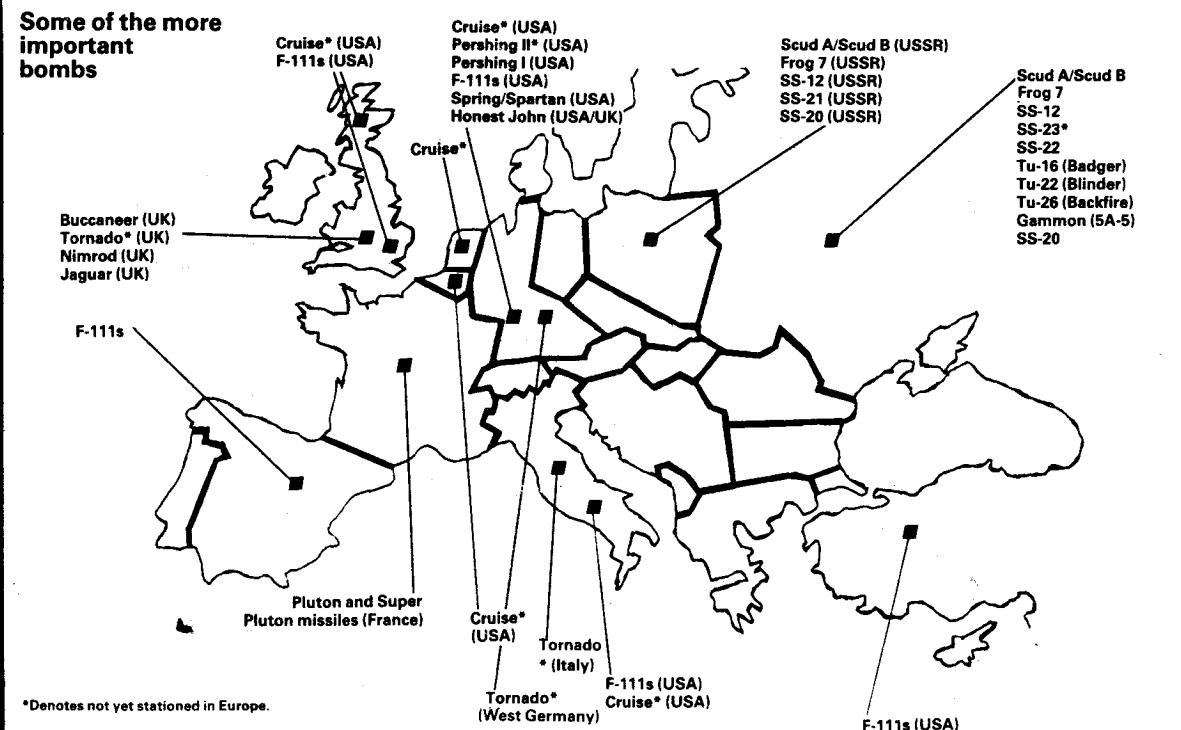 Some of the more
important
bombs
Cruise* (USA)
F-111s (USA)
Cruise* (USA)
Pershing II* (USA)
Pershing I (USA)
F-111s (USA)
Spring/Spartan (USA)
Honest John (USA/UK)
Cruise*
Scud A/Scud B (USSR)
Frog 7 (USSR)
SS-12 (USSR)
SS-21 (USSR)
SS-20 (USSR)
Scud A/Scud B
Frog 7
SS-12
SS-23*
SS-22
Tu-16 (Badger)
Tu-22 (Blinder)
Tu-26 (Backfire)
Gammon (5A-5)
SS-20
Buccaneer (UK)
Tornado* (UK)
Nimrod (UK)
Jaguar (UK)
F-111s
Pluton and Super
Pluton missiles (France)
Cruise*
(USA)
Tornado
* (Italy)
F-111s (USA)
Cruise* (USA)
Tornado*
(West Germany)
F-111s (USA)
*Denotes not yet stationed in Europe.